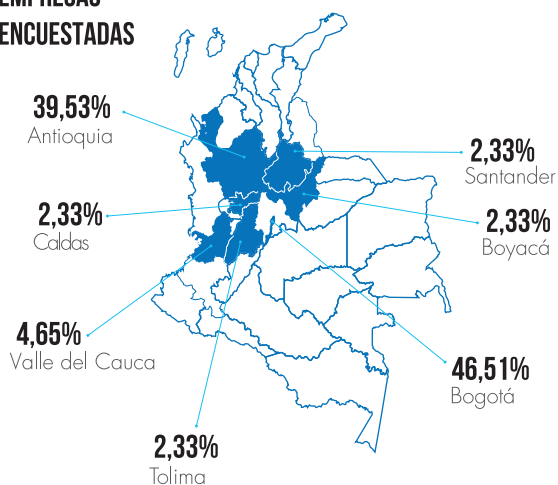 EMPRESAS
ENCUESTADAS
39,53%
Antioquia
2,33%
Santander
2,33%
Caldas
2,33%
Boyacá
4,65%
Valle del Cauca
46,51%
Bogotá
2,33%
Tolima